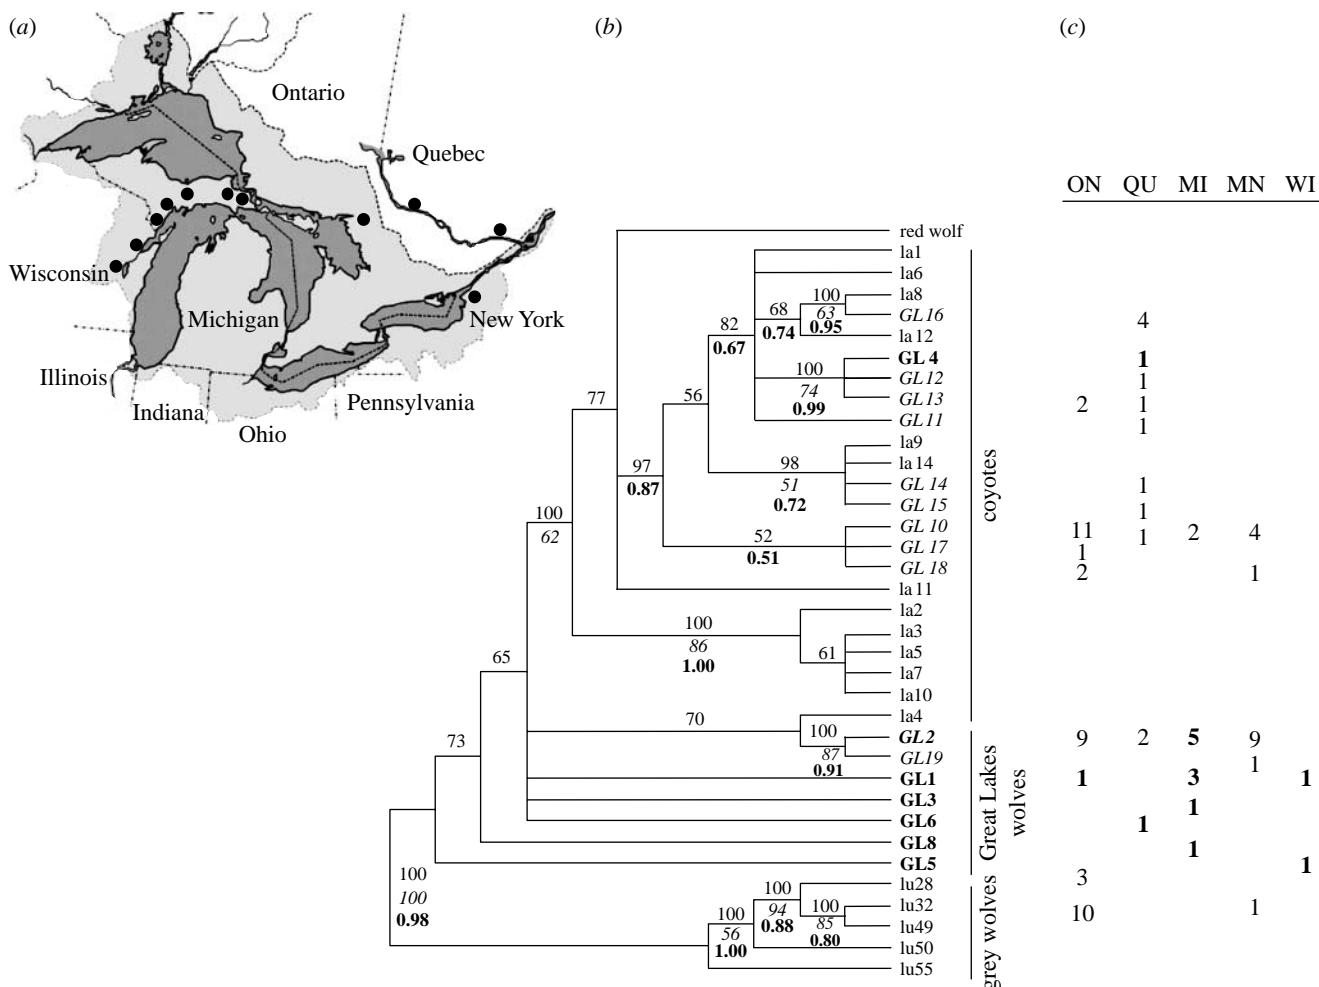 (a)
Ontario
Quebec
Wisconsin
Michigan
New York
Illinois
Indiana
Ohio
Pennsylvania
(b)
red wolf
la1
la6
la8
GL16
la 12
GL 4
GL12
GL13
GL11
la9
la 14
GL 14
GL 15
GL 10
GL 17
GL 18
la 11
la2
la3
la5
la7
la10
la4
GL2
GL19
GL1
GL3
GL6
GL8
GL5
lu28
lu32
lu49
lu50
lu55
82
0.67
68
0.74
100
63
0.95
100
74
0.99
77
56
97
0.87
98
51
0.72
52
0.51
100
62
100
86
1.00
61
65
70
100
87
0.91
73
100
100
0.98
100
56
1.00
100
94
0.88
100
85
0.80
coyotes
Great Lakes
wolves
grey wolves
(c)
ON QU MI MN WI
4
1
1
2 1
1
1
1
11 1 2 4
1
2 1
9 2 5 9
1
1 3 1
1
1
1
1
3
10 1